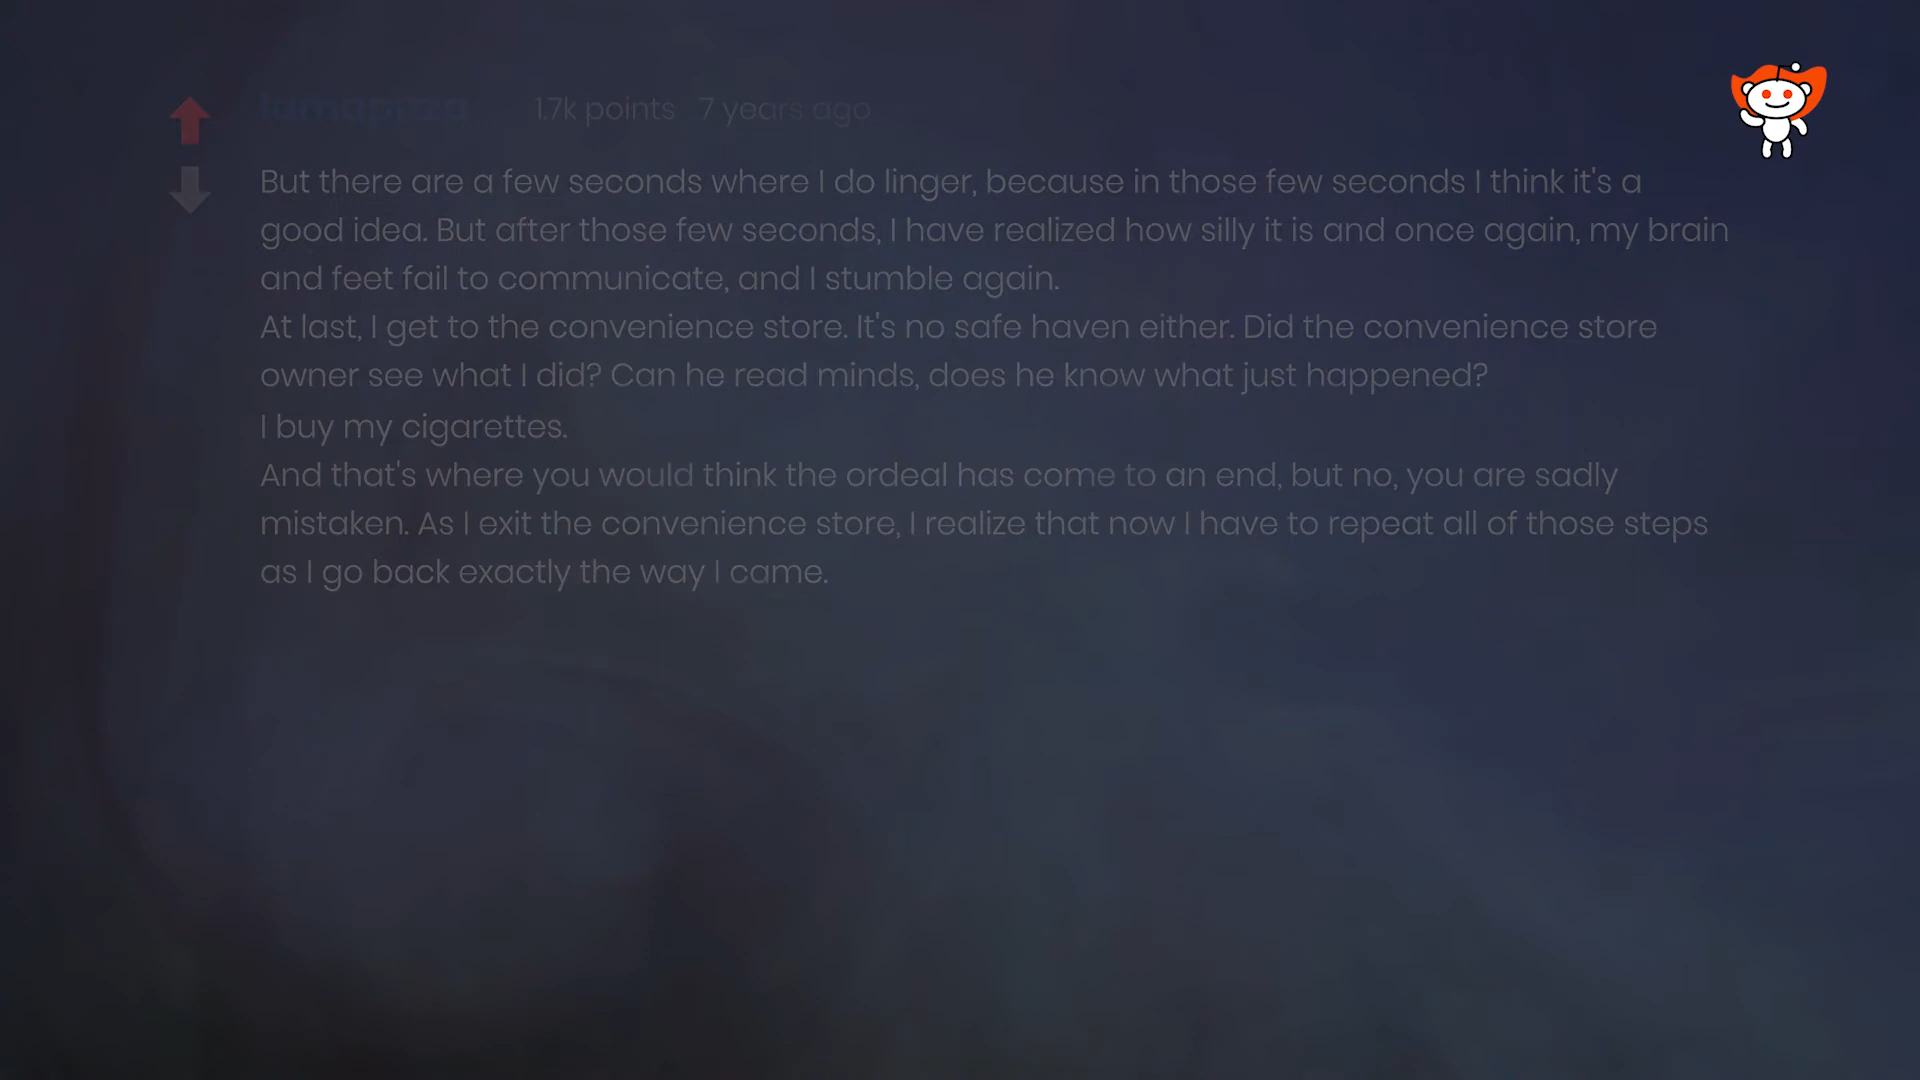 1.7k points 7 years ago
But there are a few seconds where I do linger, because in those few seconds I think it's a
good idea. But after those few seconds, I have realized how silly it is and once again, my brain
and feet fail to communicate, and I stumble again.
At last, I get to the convenience store. It's no safe haven either. Did the convenience store
owner see what I did? Can he read minds, does he know what just happened?
I buy my cigarettes.
And that's where you would think the ordeal has come to an end, but no, you are sadly
mistaken. As I exit the convenience store, I realize that now I have to repeat all of those steps
as I go back exactly the way I came.